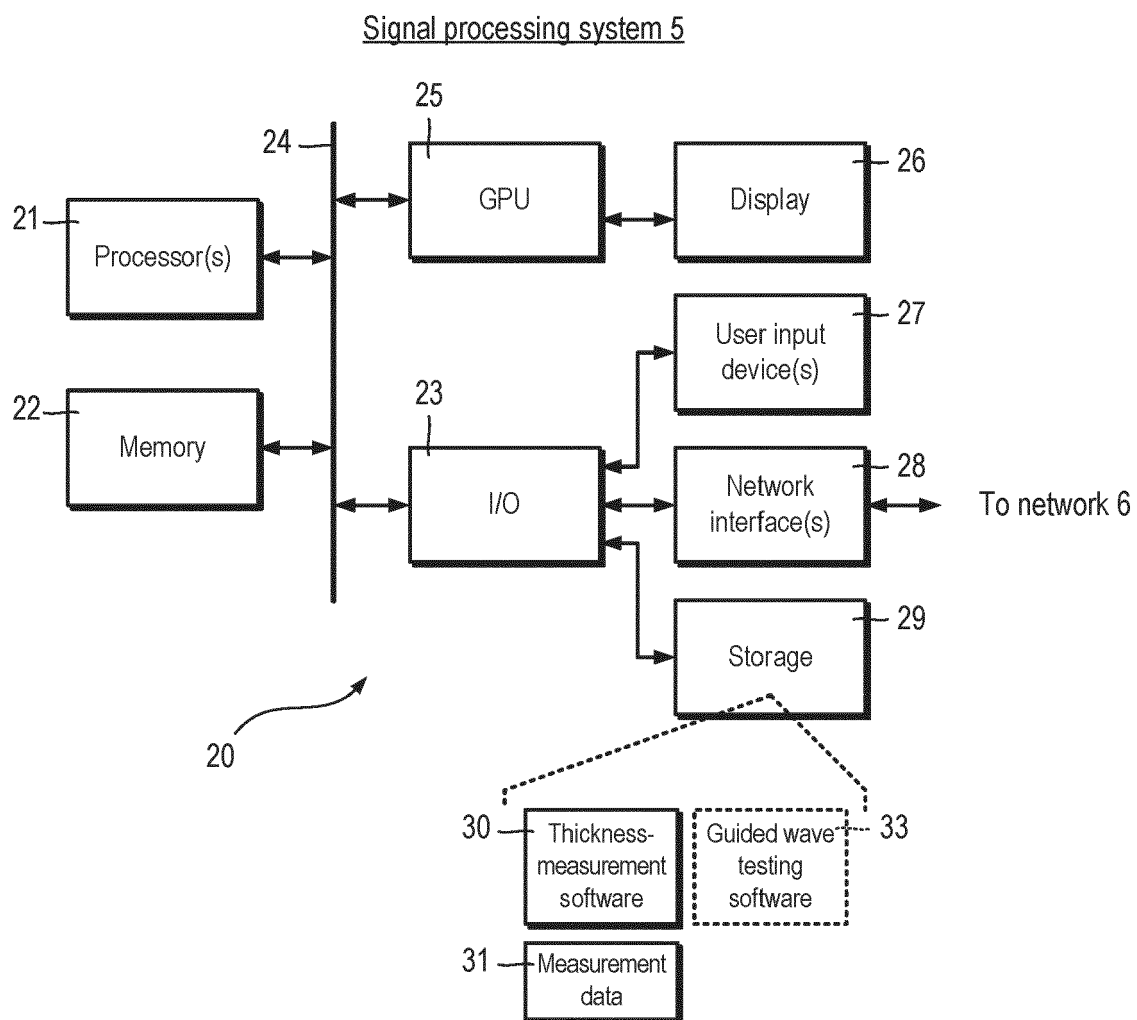 Signal processing system 5
25
24
26
GPU
Display
21
Processor(s)
27
User input
device(s)
22
Memory
23
I/O
28
Network
interface(s)
To network 6
29
Storage
20
30
Thickness-
measurement
software
Guided wave
testing
software
33
31
Measurement
data